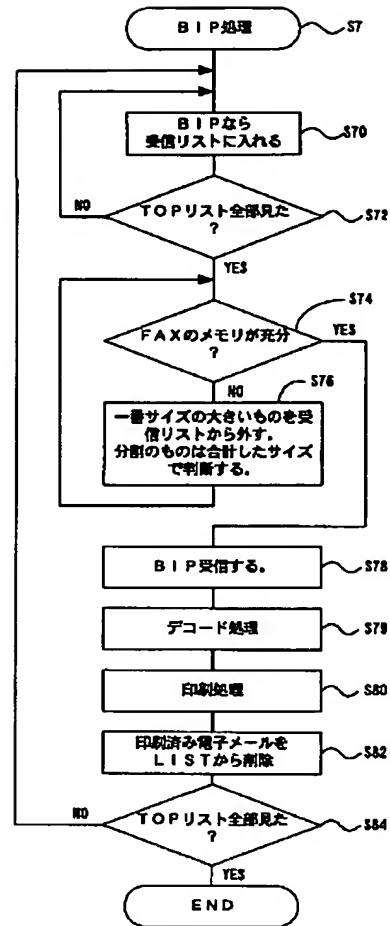 BIP処理
S7
BIPなら
受信リストに入れる
S70
TOPリスト全部見た
?
S72
NO
YES
FAXのメモリが充分
?
S74
YES
NO
S76
一番サイズの大きいものを受
信リストから外す。
分割のものは合計したサイズ
で判断する。
BIP受信する。
S78
デコード処理
S79
印刷処理
S80
印刷済み電子メールを
LISTから削除
S82
TOPリスト全部見た
?
S84
NO
YES
END